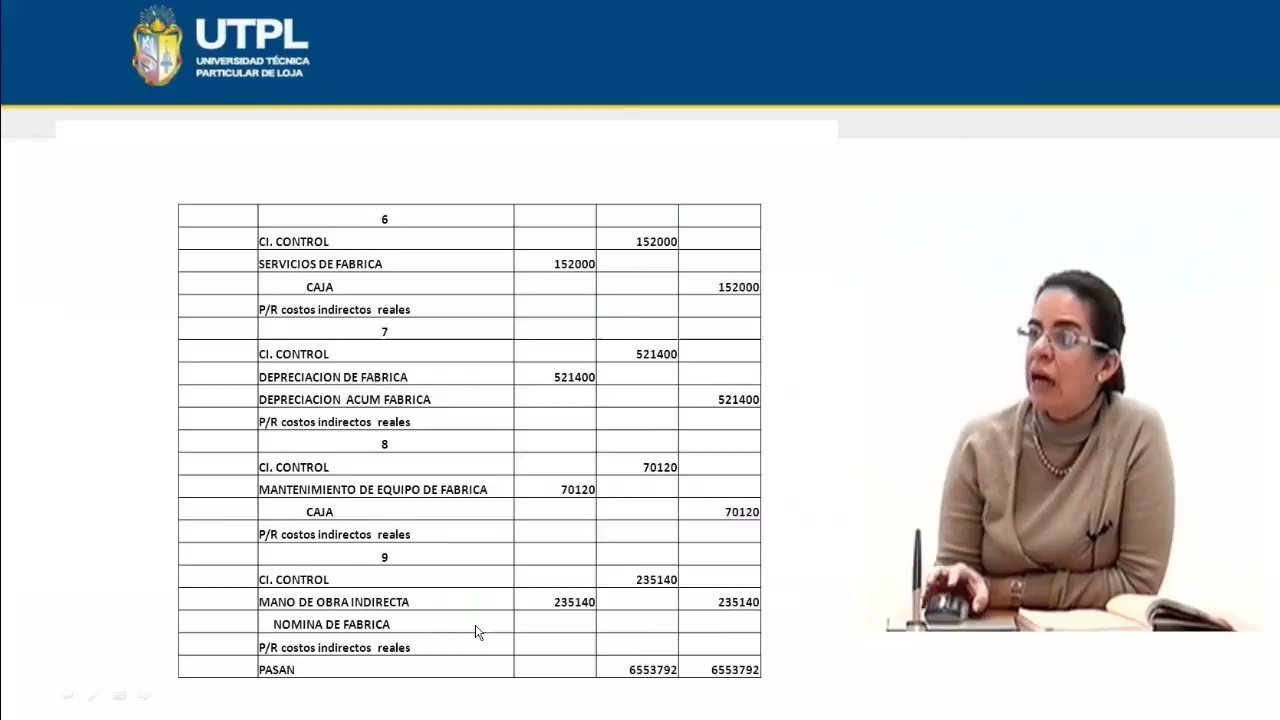 UTPL
UNIVERSIDAD TÉCNICA
PARTICULAR DE LOJA
6
CI. CONTROL 152000
SERVICIOS DE FABRICA 152000
CAJA 152000
P/R costos indirectos reales
7
CI. CONTROL 521400
DEPRECIACION DE FABRICA 521400
DEPRECIACION ACUM FABRICA 521400
P/R costos indirectos reales
8
CI. CONTROL 70120
MANTENIMIENTO DE EQUIPO DE FABRICA 70120
CAJA 70120
P/R costos indirectos reales
9
CI. CONTROL 235140
MANO DE OBRA INDIRECTA 235140 235140
NOMINA DE FABRICA
P/R costos indirectos reales
PASAN 6553792 6553792